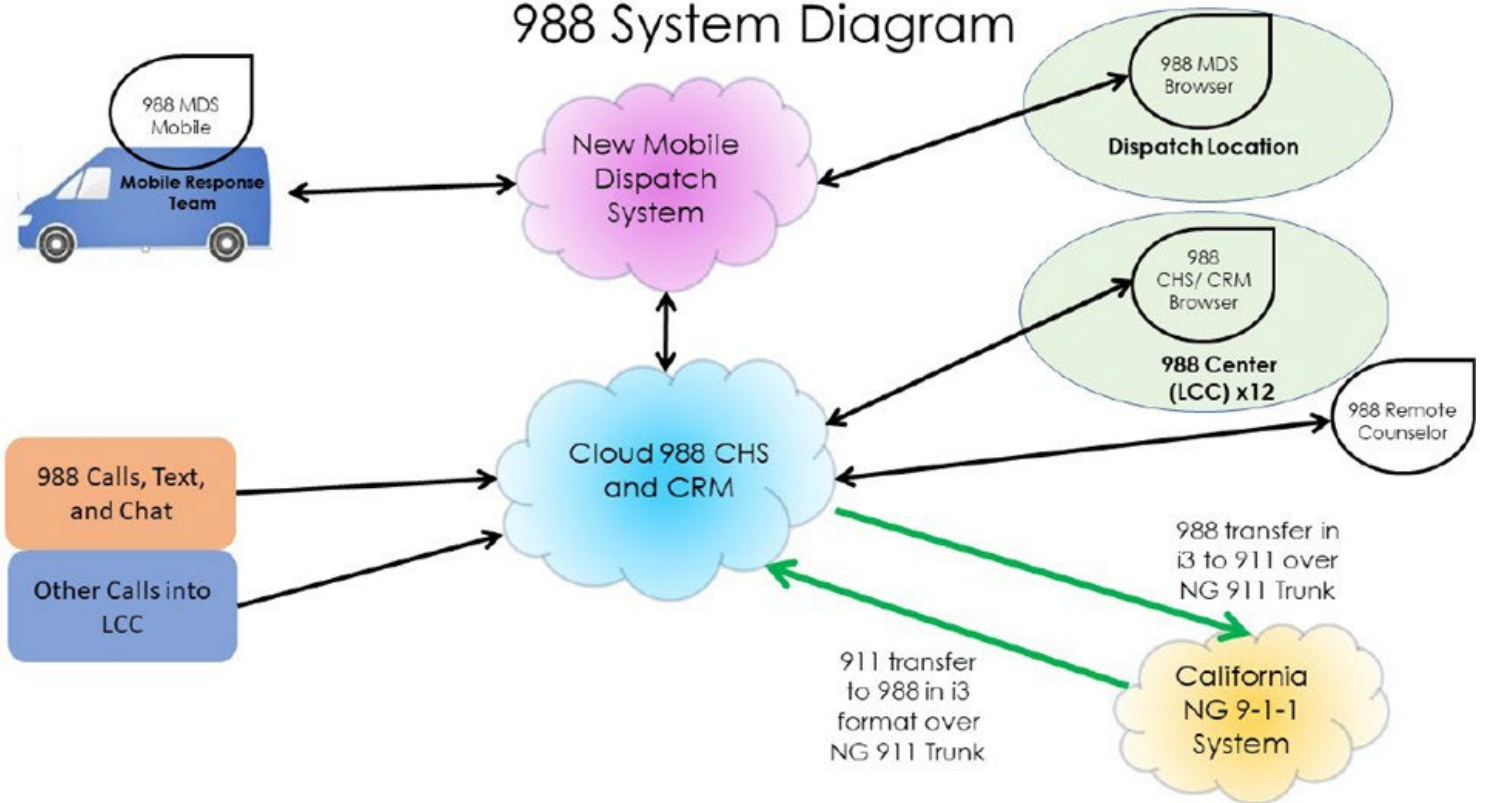 988 System Diagram
988 MDS
Mobile
Mobile Response
Team
New Mobile
Dispatch
System
988 MDS
Browser
Dispatch Location
988
CHS/ CRM
Browser
988 Center
(LCC) x12
988 Remote
Counselor
988 Calls, Text,
and Chat
Other Calls into
LCC
Cloud 988 CHS
and CRM
988 transfer in
i3 to 911 over
NG 911 Trunk
911 transfer
to 988 in i3
format over
NG 911 Trunk
California
NG 9-1-1
System